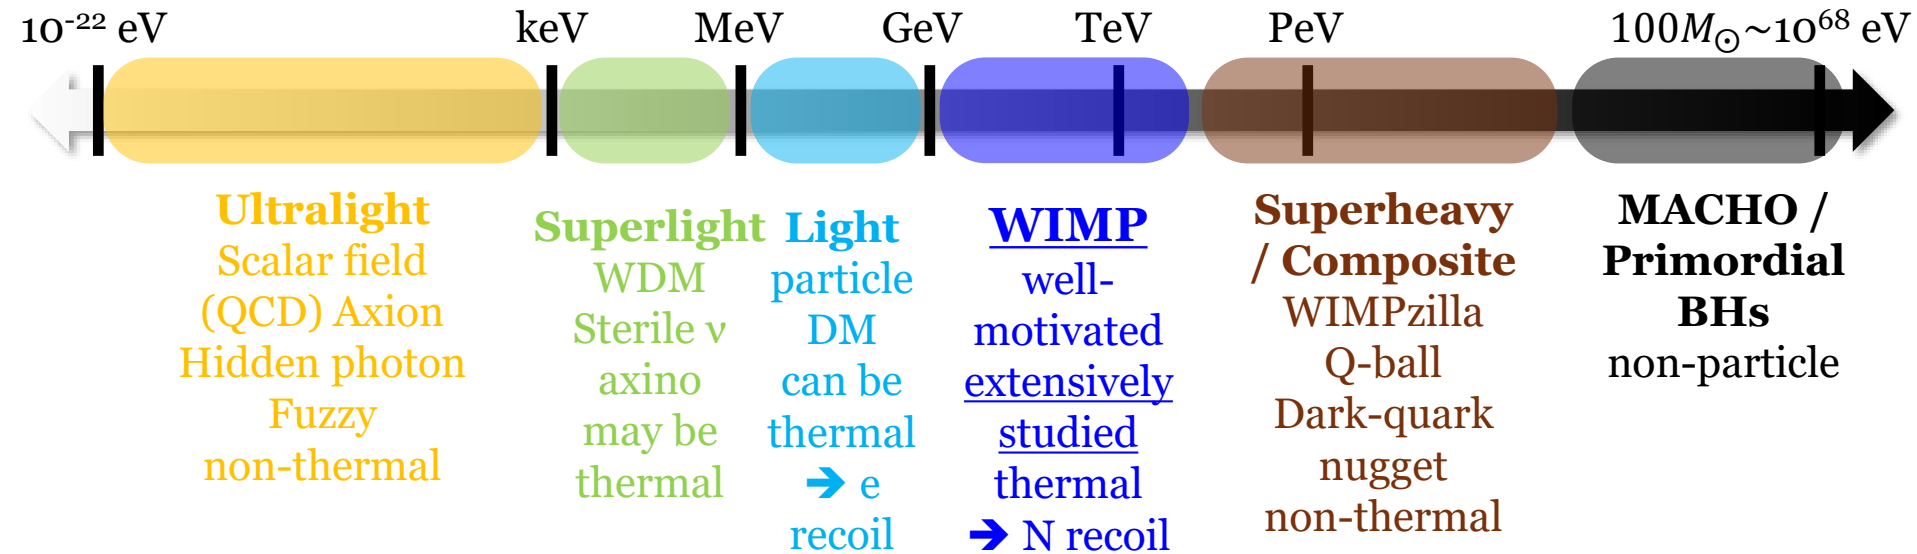 10⁻²² eV
keV
MeV
GeV
TeV
PeV
100M☉~10⁶⁸ eV
Ultralight
Scalar field
(QCD) Axion
Hidden photon
Fuzzy
non-thermal
Superlight
WDM
Sterile ν
axino
may be
thermal
Light
particle
DM
can be
thermal
➔ e
recoil
WIMP
well-
motivated
extensively
studied
thermal
➔ N recoil
Superheavy
/ Composite
WIMPzilla
Q-ball
Dark-quark
nugget
non-thermal
MACHO /
Primordial
BHs
non-particle